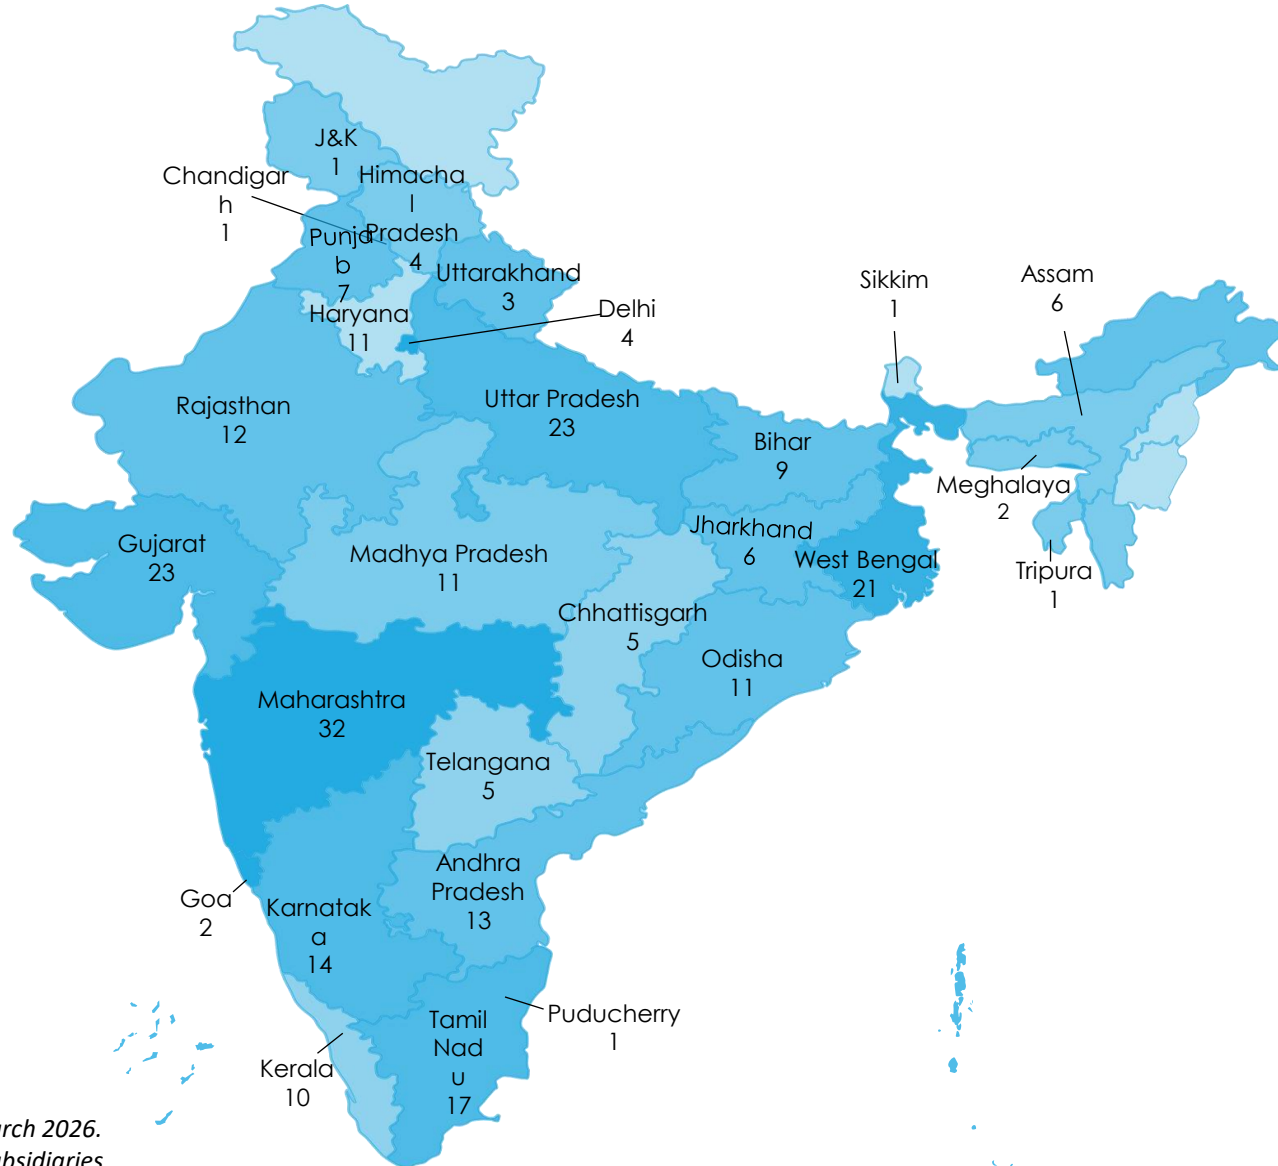 J&K
1
Chandigar
h
1
Himacha
l
Pradesh
4
Punja
b
7
Uttarakhand
3
Haryana
11
Delhi
4
Sikkim
1
Assam
6
Rajasthan
12
Uttar Pradesh
23
Bihar
9
Meghalaya
2
Gujarat
23
Madhya Pradesh
11
Jharkhand
6
West Bengal
21
Tripura
1
Chhattisgarh
5
Odisha
11
Maharashtra
32
Telangana
5
Andhra
Pradesh
13
Goa
2
Karnatak
a
14
Puducherry
1
Tamil
Nad
u
17
Kerala
10
2026.